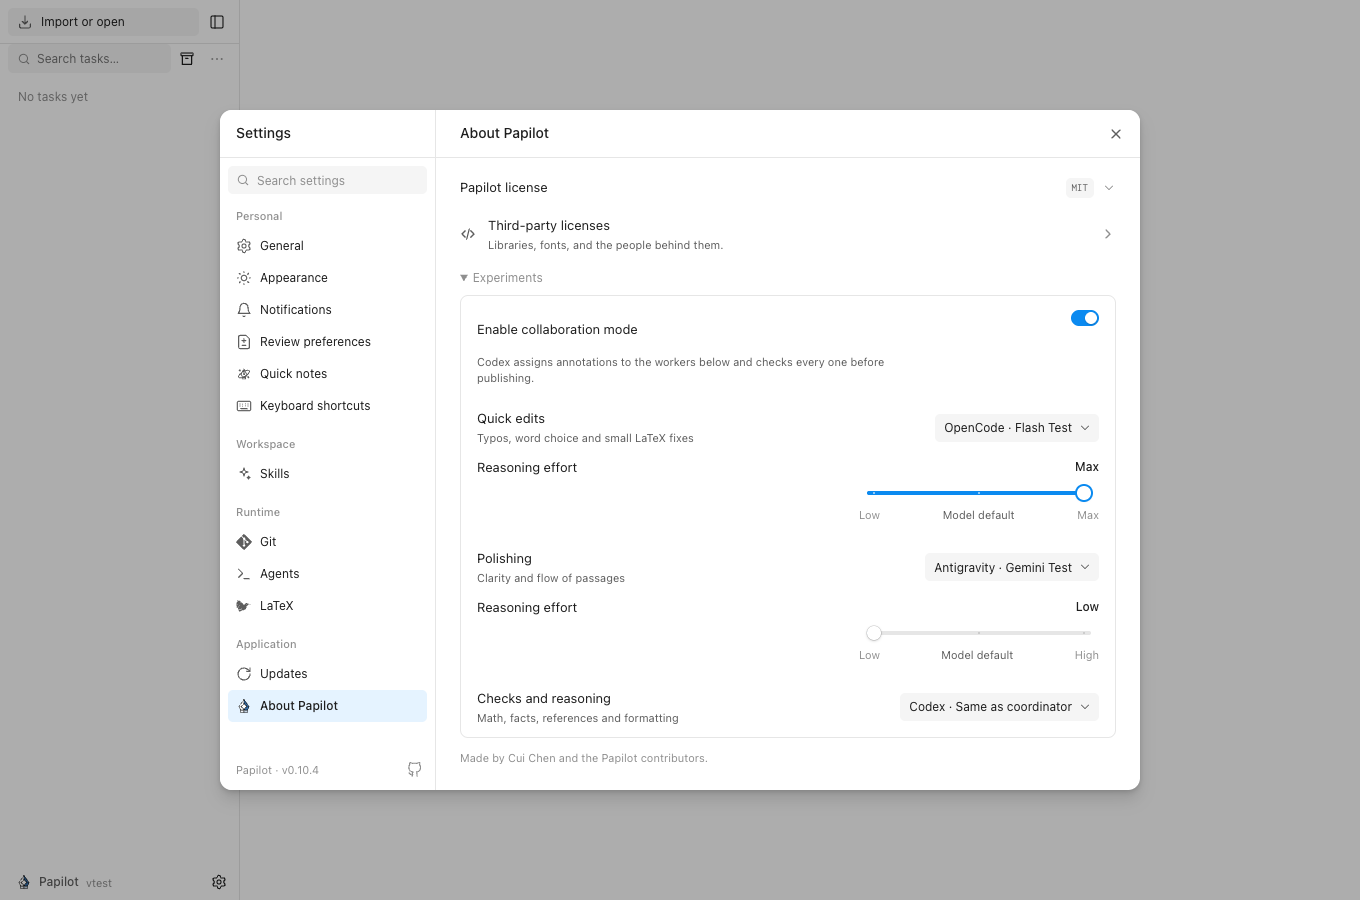 Import or open
Search tasks...
No tasks yet
Settings
Search settings
Personal
General
Appearance
Notifications
Review preferences
Quick notes
Keyboard shortcuts
Workspace
Skills
Runtime
Git
Agents
LaTeX
Application
Updates
About Papilot
Papilot · v0.10.4
About Papilot
Papilot license
MIT
Third-party licenses
Libraries, fonts, and the people behind them.
Experiments
Enable collaboration mode
Codex assigns annotations to the workers below and checks every one before
publishing.
Quick edits
OpenCode · Flash Test
Typos, word choice and small LaTeX fixes
Reasoning effort
Max
Low
Model default
Max
Polishing
Antigravity · Gemini Test
Clarity and flow of passages
Reasoning effort
Low
Low
Model default
High
Checks and reasoning
Codex · Same as coordinator
Math, facts, references and formatting
Made by Cui Chen and the Papilot contributors.
Papilot vtest